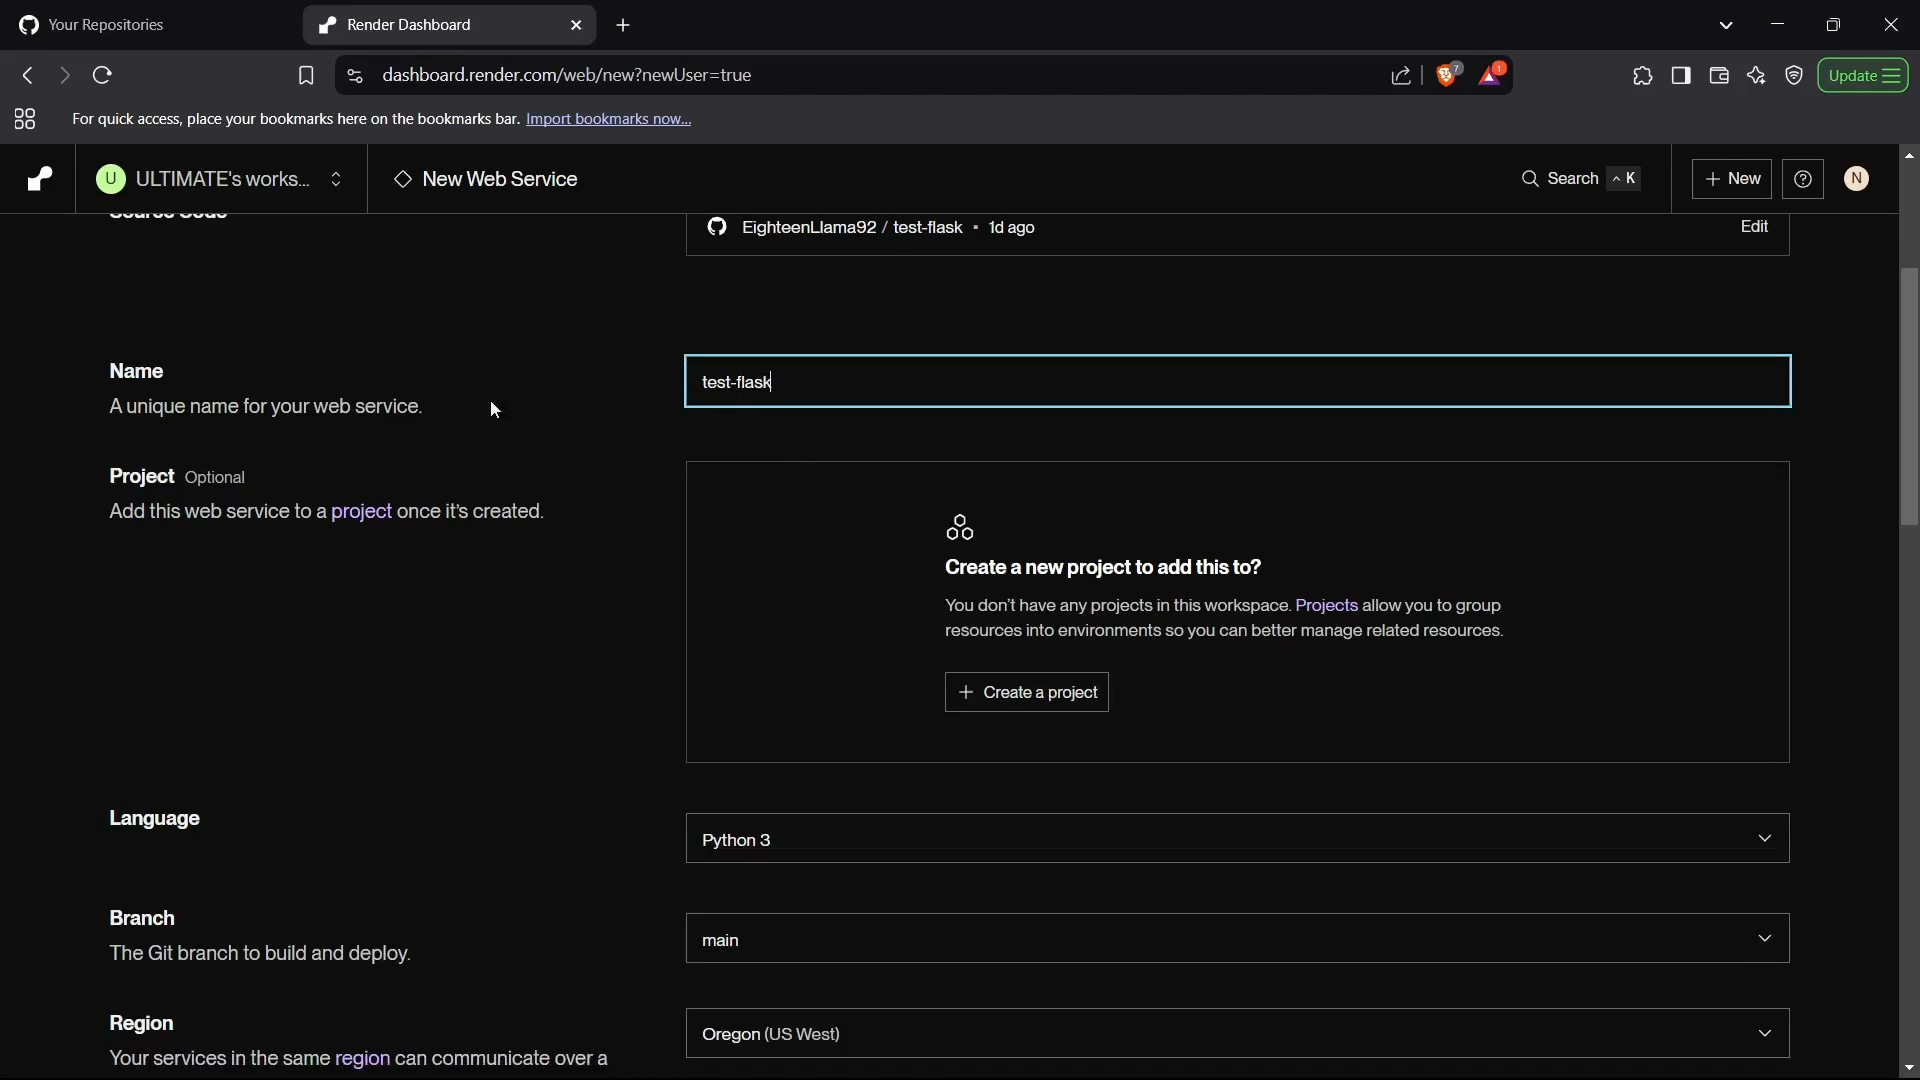 Your Repositories
Render Dashboard
dashboard.render.com/web/new?newUser=true
7
1
Update
For quick access, place your bookmarks here on the bookmarks bar. Import bookmarks now...
U ULTIMATE's works...
New Web Service
Search ^ K
+ New
N
Source Code
EighteenLlama92 / test-flask • 1d ago
Edit
Name
A unique name for your web service.
test-flask
Project Optional
Add this web service to a project once it's created.
Create a new project to add this to?
You don't have any projects in this workspace. Projects allow you to group
resources into environments so you can better manage related resources.
+ Create a project
Language
Python 3
Branch
The Git branch to build and deploy.
main
Region
Your services in the same region can communicate over a
Oregon (US West)